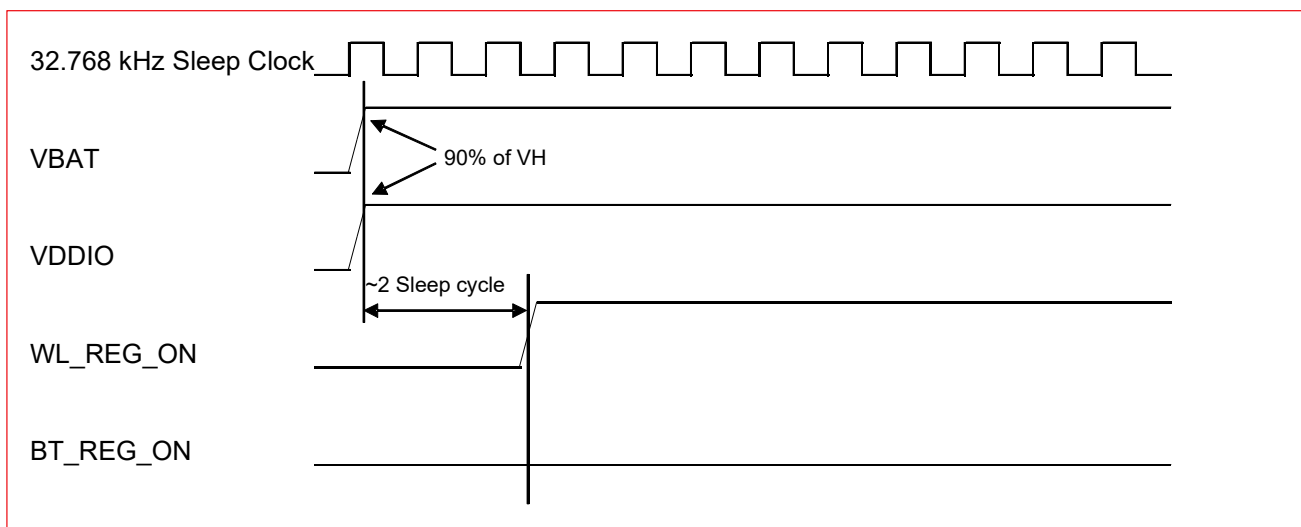 32.768 kHz Sleep Clock
VBAT
90% of VH
VDDIO
~2 Sleep cycle
WL_REG_ON
BT_REG_ON